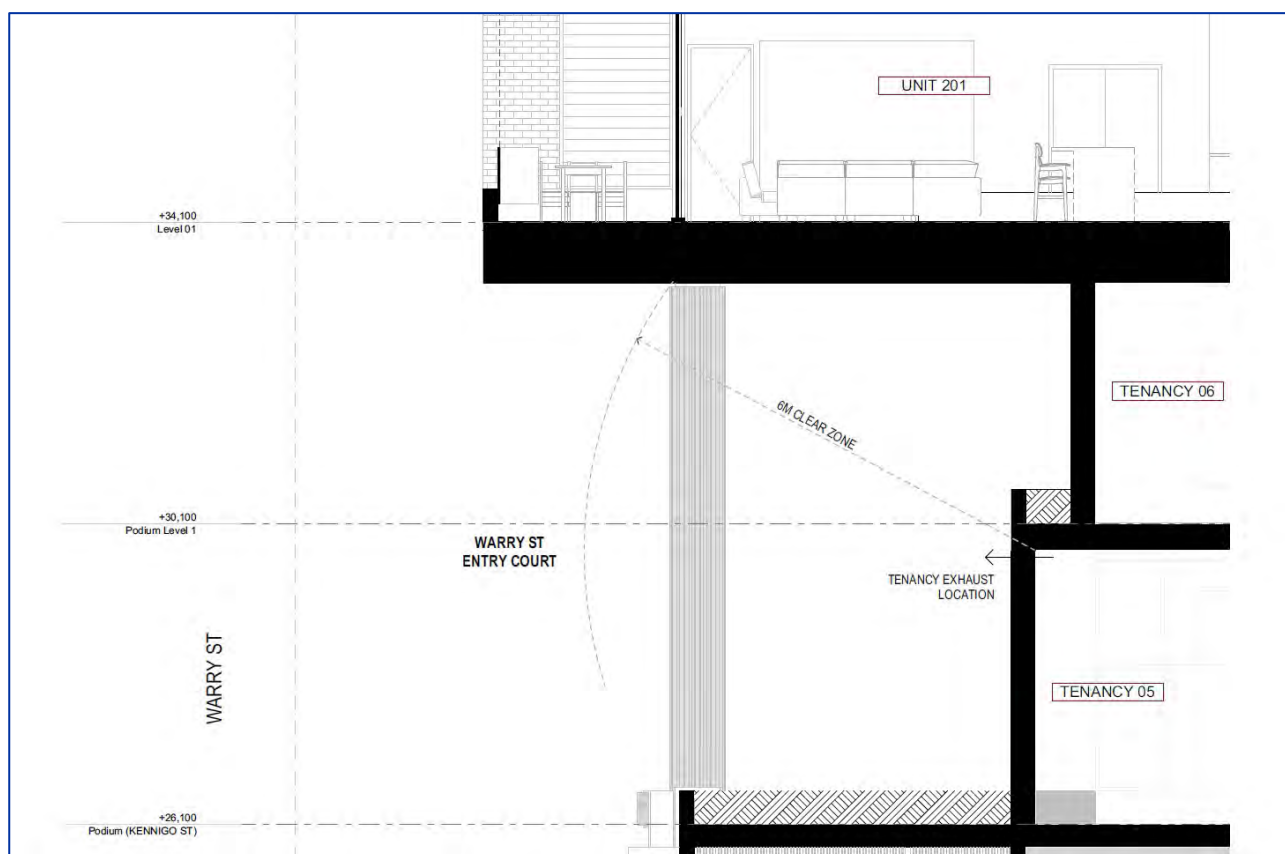 UNIT 201
+34,100
Level 01
6M CLEAR ZONE
TENANCY 06
+30,100
Podium Level 1
WARRY ST
ENTRY COURT
TENANCY EXHAUST
LOCATION
WARRY ST
TENANCY 05
+26,100
Podium (KENNIGO ST)